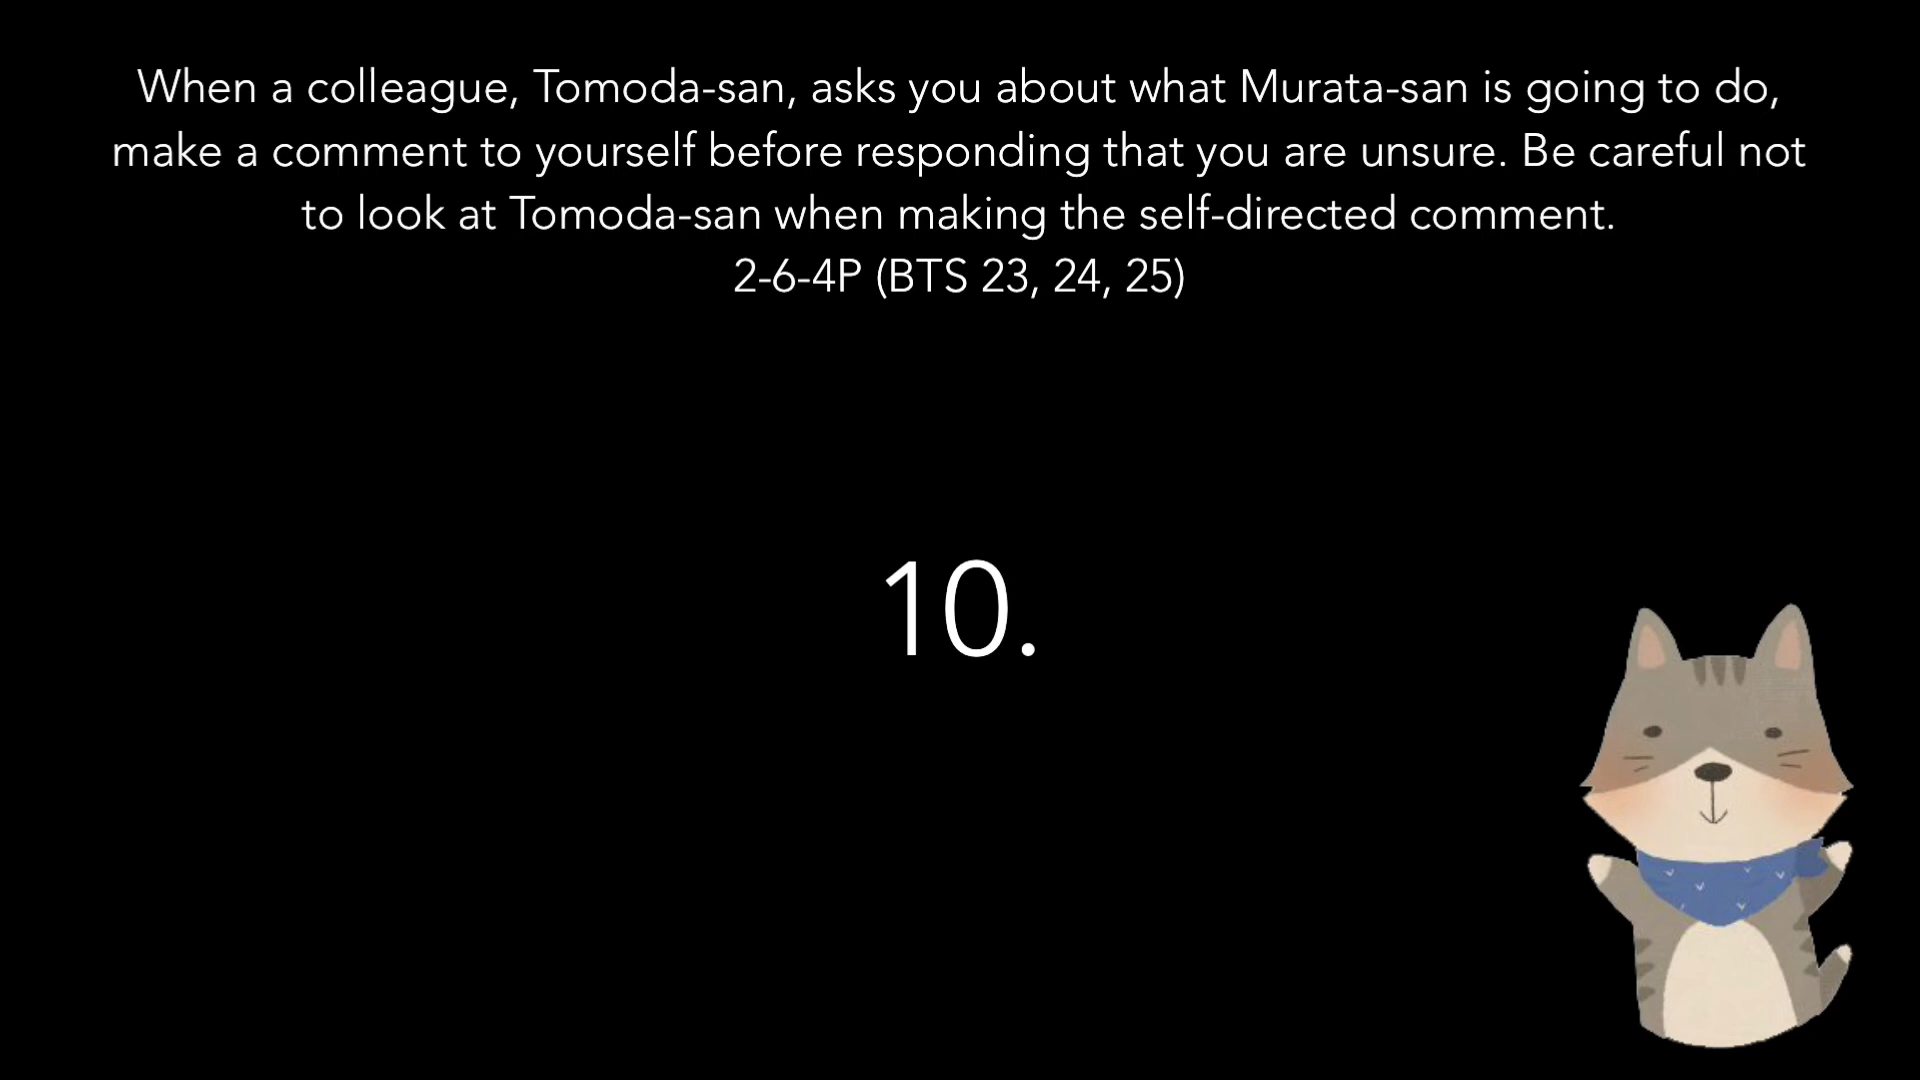 When a colleague, Tomoda-san, asks you about what Murata-san is going to do,
make a comment to yourself before responding that you are unsure. Be careful not
to look at Tomoda-san when making the self-directed comment.
2-6-4P (BTS 23, 24, 25)
10.